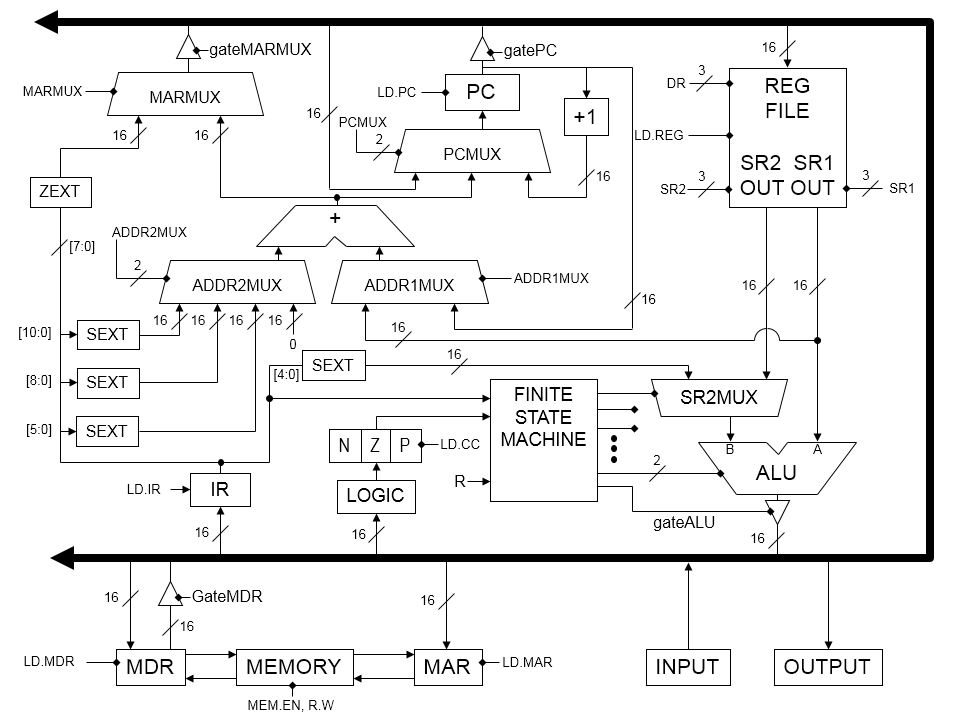 gateMARMUX
gatePC
16
REG
FILE
MARMUX
MARMUX
LD.PC
PC
DR
3
16
+1
PCMUX
2
PCMUX
LD.REG
16
16
ZEXT
16
SR2 SR1
OUT OUT
SR2
3
3
SR1
[7:0]
ADDR2MUX
2
+
ADDR2MUX
ADDR1MUX
ADDR1MUX
16
16
16
[10:0]
SEXT
16
16
16
16
0
16
SEXT
[4:0]
16
[8:0]
SEXT
FINITE
STATE
MACHINE
SR2MUX
[5:0]
SEXT
N Z P
LD.CC
B
A
ALU
2
R
LD.IR
IR
LOGIC
gateALU
16
16
16
16
GateMDR
16
16
LD.MDR
MDR
MEMORY
MAR
LD.MAR
INPUT
OUTPUT
MEM.EN, R.W